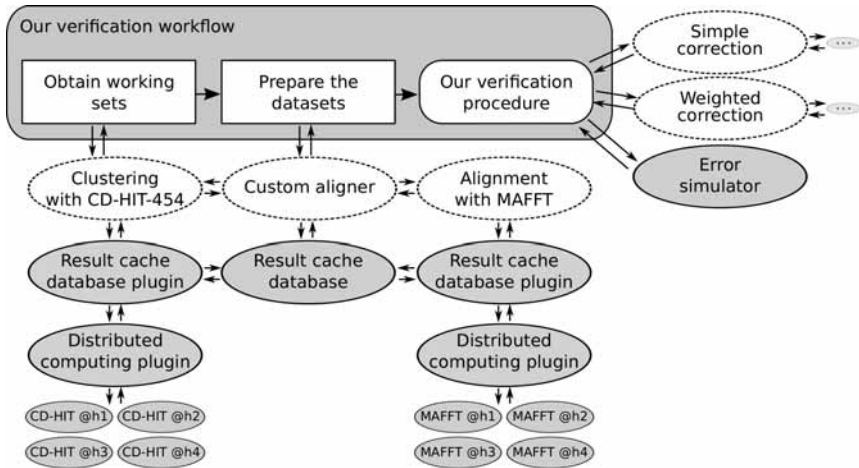 Our verification workflow
Obtain working
sets
Prepare the
datasets
Our verification
procedure
Simple
correction
...
Weighted
correction
...
Error
simulator
Clustering
with CD-HIT-454
Custom aligner
Alignment
with MAFFT
Result cache
database plugin
Result cache
database
Result cache
database plugin
Distributed
computing plugin
Distributed
computing plugin
CD-HIT @h1
CD-HIT @h2
MAFFT @h1
MAFFT @h2
CD-HIT @h3
CD-HIT @h4
MAFFT @h3
MAFFT @h4